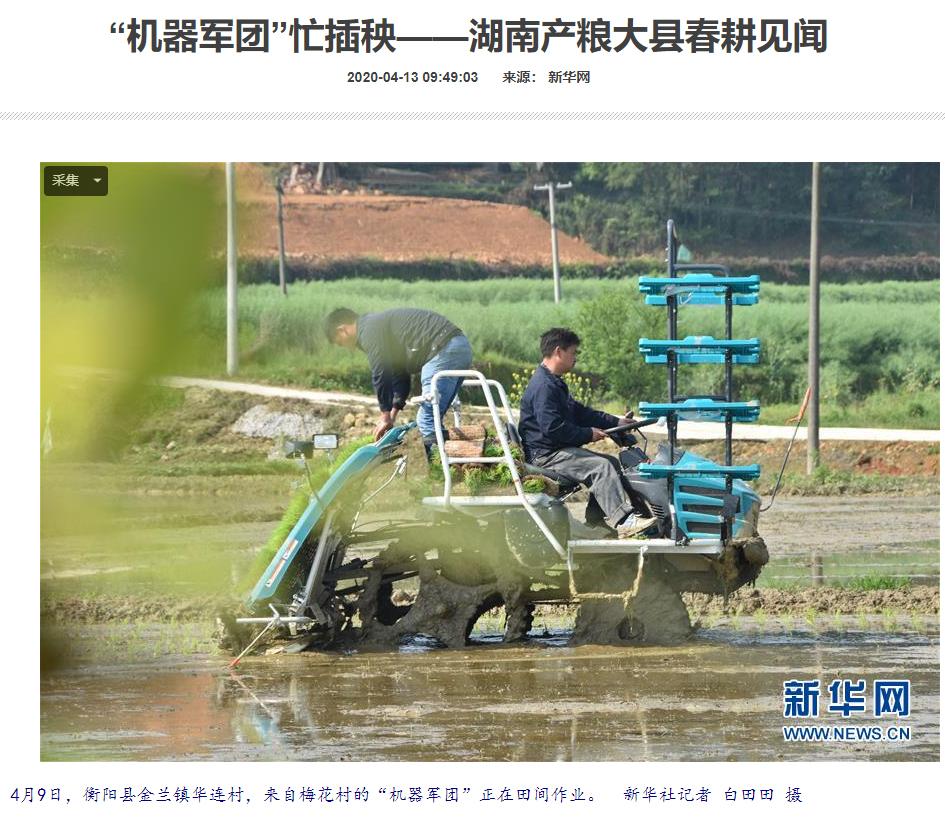 “机器军团”忙插秧——湖南产粮大县春耕见闻
2020-04-13 09:49:03 来源： 新华网
采集
新华网
WWW.NEWS.CN
4月9日，衡阳县金兰镇华连村，来自梅花村的“机器军团”正在田间作业。 新华社记者 白田田 摄